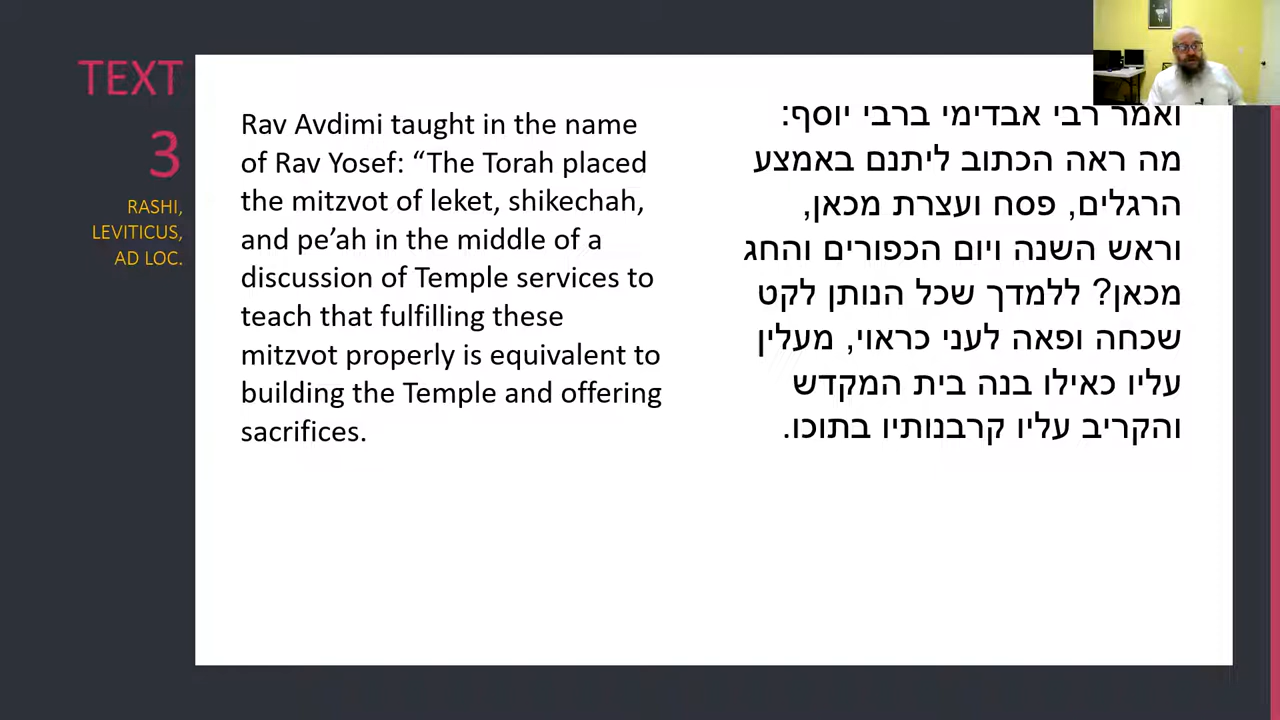 TEXT
3
RASHI,
LEVITICUS,
AD LOC.
Rav Avdimi taught in the name
of Rav Yosef: “The Torah placed
the mitzvot of leket, shikechah,
and pe’ah in the middle of a
discussion of Temple services to
teach that fulfilling these
mitzvot properly is equivalent to
building the Temple and offering
sacrifices.
ואמר רבי אבדימי ברבי יוסף:
מה ראה הכתוב ליתנם באמצע
הרגלים, פסח ועצרת מכאן,
וראש השנה ויום הכפורים והחג
מכאן? ללמדך שכל הנותן לקט
שכחה ופאה לעני כראוי, מעלין
עליו כאילו בנה בית המקדש
והקריב עליו קרבנותיו בתוכו.